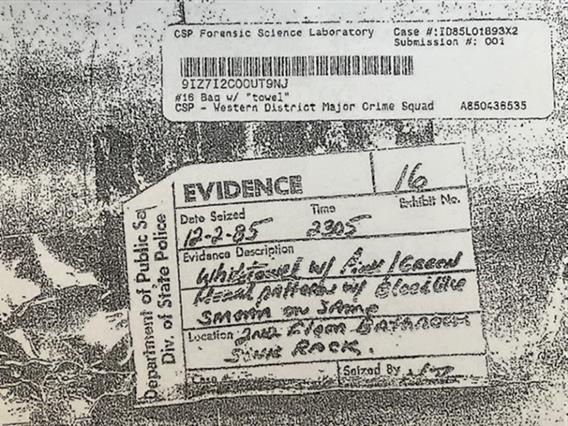 CSP Forensic Science Laboratory Case #:ID85L01893X2
Submission #: 001
9IZ7I2COOUT9NJ
#16 Bag w/ "towel"
CSP - Western District Major Crime Squad A850436535
EVIDENCE 16
Date Seized Time Exhibit No.
12-2-85 2305
Evidence Description
White towel w/ Pink/Green
pattern w/ Bloodlike
on SAME
Location 2ND Floor BATHROOM
SINK RACK.
Seized By
Department of Public Sa
Div. of State Police